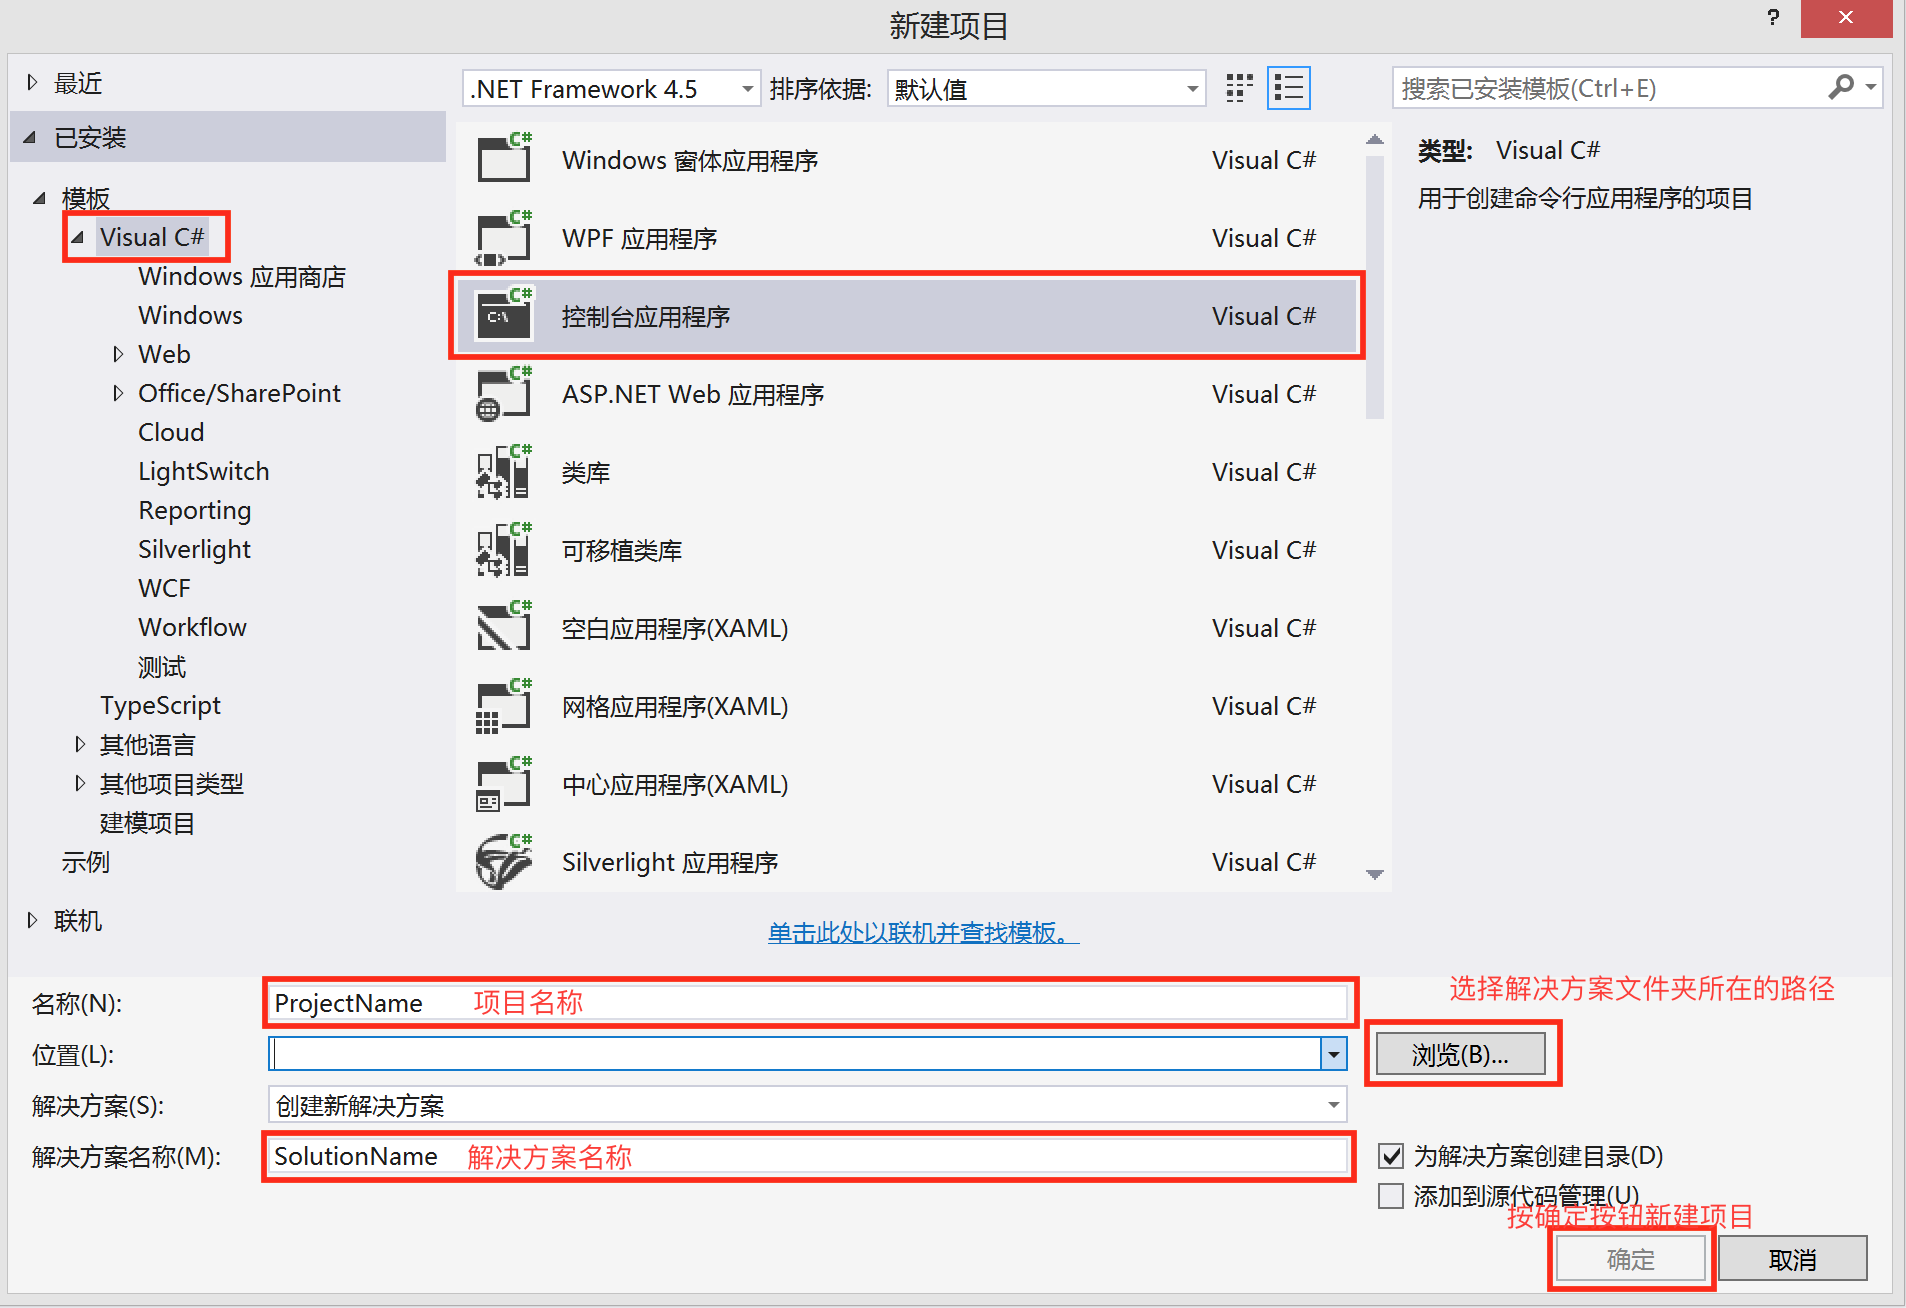 新建项目
?
最近
已安装
模板
Visual C#
Windows 应用商店
Windows
Web
Office/SharePoint
Cloud
LightSwitch
Reporting
Silverlight
WCF
Workflow
测试
TypeScript
其他语言
其他项目类型
建模项目
示例
联机
.NET Framework 4.5 排序依据: 默认值
Windows 窗体应用程序 Visual C#
WPF 应用程序 Visual C#
C:\ 控制台应用程序 Visual C#
ASP.NET Web 应用程序 Visual C#
类库 Visual C#
可移植类库 Visual C#
空白应用程序(XAML) Visual C#
网格应用程序(XAML) Visual C#
中心应用程序(XAML) Visual C#
Silverlight 应用程序 Visual C#
单击此处以联机并查找模板。
搜索已安装模板(Ctrl+E)
类型: Visual C#
用于创建命令行应用程序的项目
名称(N): ProjectName 项目名称
选择解决方案文件夹所在的路径
位置(L): 浏览(B)...
解决方案(S): 创建新解决方案
解决方案名称(M): SolutionName 解决方案名称
为解决方案创建目录(D)
添加到源代码管理(U)
按确定按钮新建项目
确定 取消